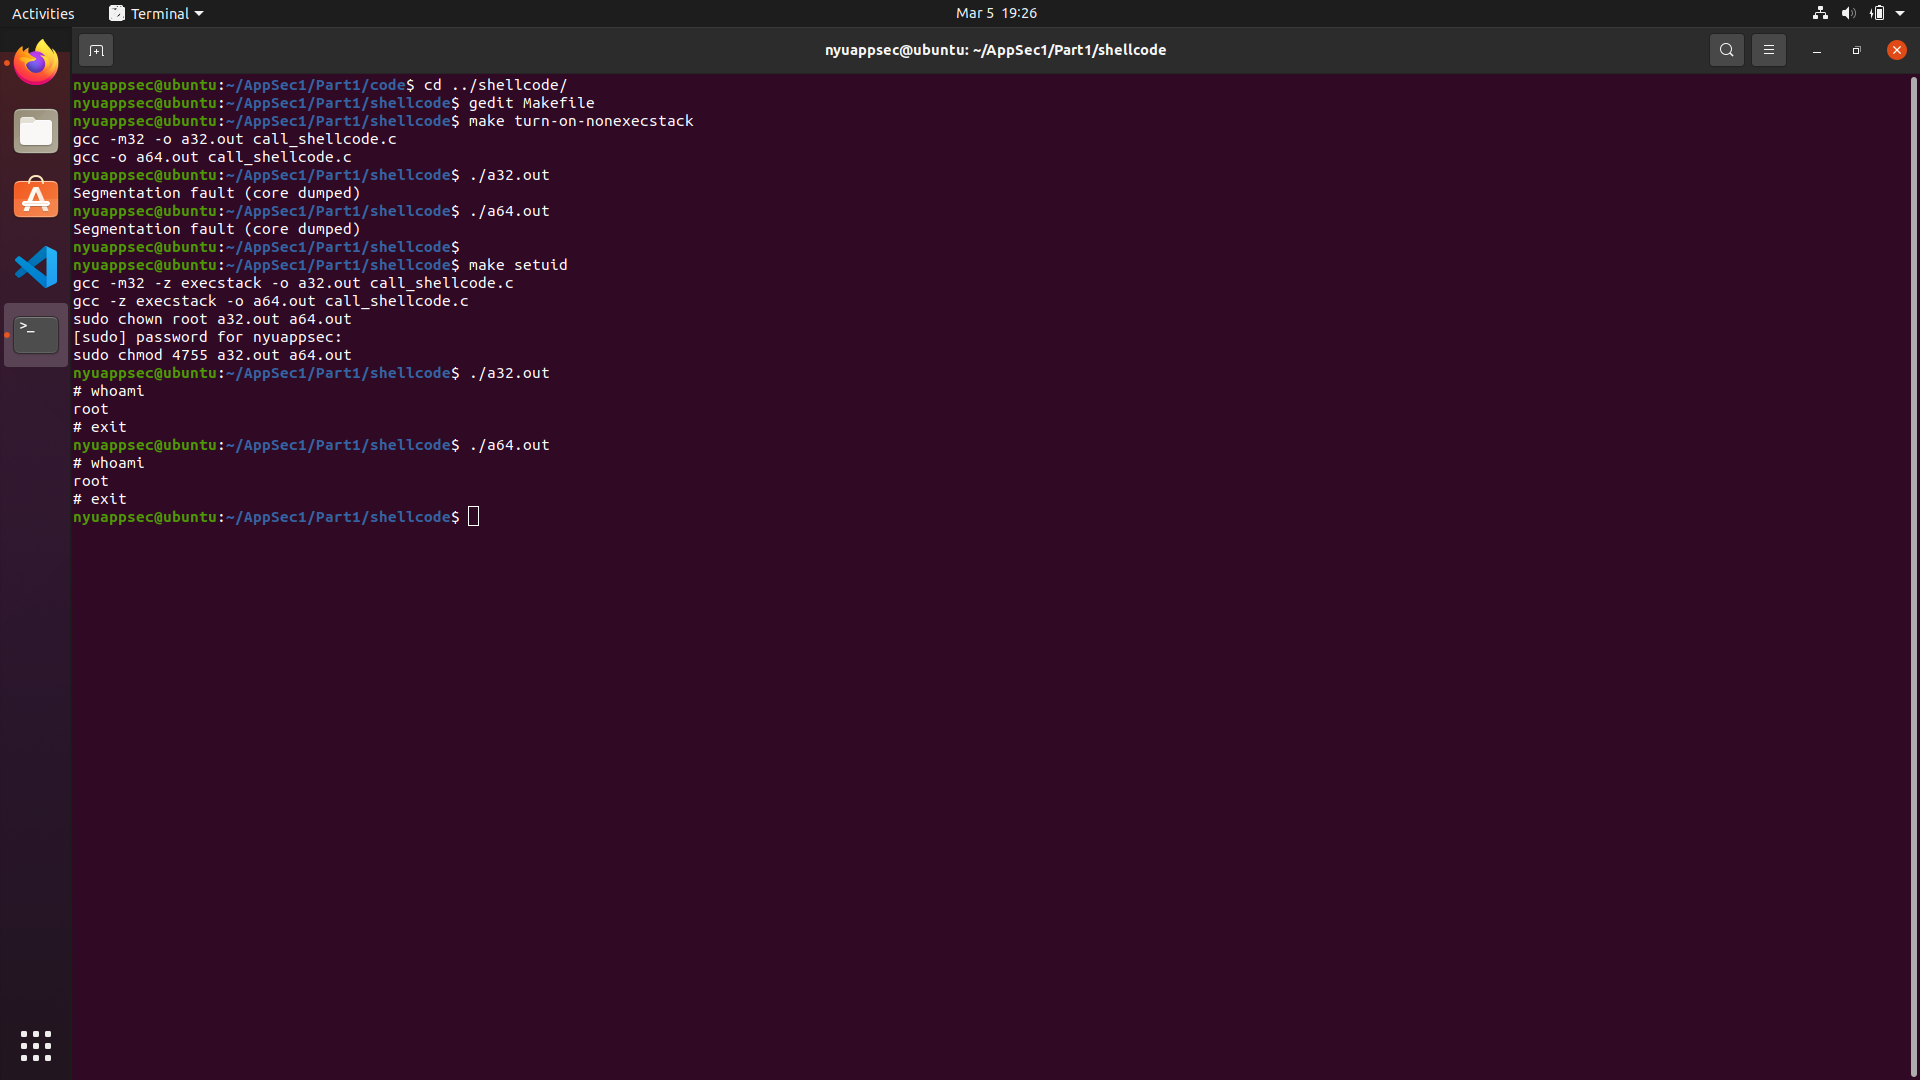 Activities
Terminal
Mar 5 19:26
nyuappsec@ubuntu: ~/AppSec1/Part1/shellcode
nyuappsec@ubuntu:~/AppSec1/Part1/code$ cd ../shellcode/
nyuappsec@ubuntu:~/AppSec1/Part1/shellcode$ gedit Makefile
nyuappsec@ubuntu:~/AppSec1/Part1/shellcode$ make turn-on-nonexecstack
gcc -m32 -o a32.out call_shellcode.c
gcc -o a64.out call_shellcode.c
nyuappsec@ubuntu:~/AppSec1/Part1/shellcode$ ./a32.out
Segmentation fault (core dumped)
nyuappsec@ubuntu:~/AppSec1/Part1/shellcode$ ./a64.out
Segmentation fault (core dumped)
nyuappsec@ubuntu:~/AppSec1/Part1/shellcode$
nyuappsec@ubuntu:~/AppSec1/Part1/shellcode$ make setuid
gcc -m32 -z execstack -o a32.out call_shellcode.c
gcc -z execstack -o a64.out call_shellcode.c
sudo chown root a32.out a64.out
[sudo] password for nyuappsec:
sudo chmod 4755 a32.out a64.out
nyuappsec@ubuntu:~/AppSec1/Part1/shellcode$ ./a32.out
# whoami
root
# exit
nyuappsec@ubuntu:~/AppSec1/Part1/shellcode$ ./a64.out
# whoami
root
# exit
nyuappsec@ubuntu:~/AppSec1/Part1/shellcode$